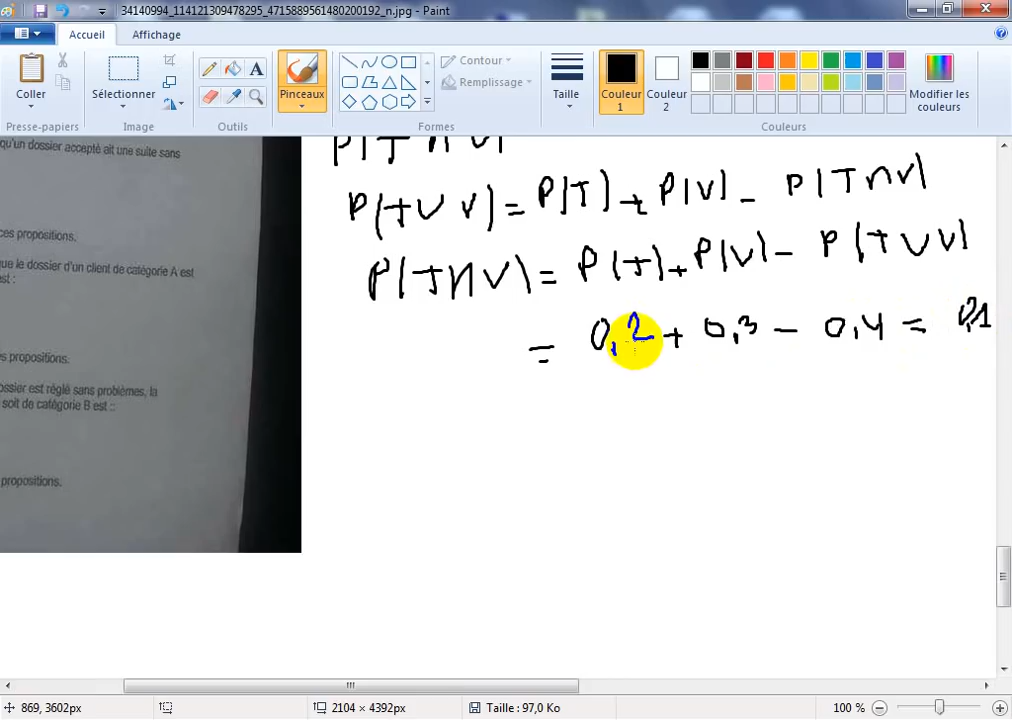 34140994_114121309478295_4715889561480200192_n.jpg - Paint
Accueil Affichage
Coller
Sélectionner
Pinceaux
Contour
Remplissage
Taille
Couleur 1
Couleur 2
Modifier les couleurs
Presse-papiers
Image
Outils
Formes
Couleurs
qu'un dossier accepté ait une suite sans
ces propositions.
que le dossier d'un client de catégorie A est
est :
es propositions.
ossier est réglé sans problèmes, la
soit de catégorie B est ::
propositions.
P(T∩V)
P(T∪V) = P(T) + P(V) - P(T∩V)
P(T∩V) = P(T) + P(V) - P(T∪V)
= 0,2 + 0,3 - 0,4 = 0,1
869, 3602px
2104 × 4392px
Taille : 97,0 Ko
100 %